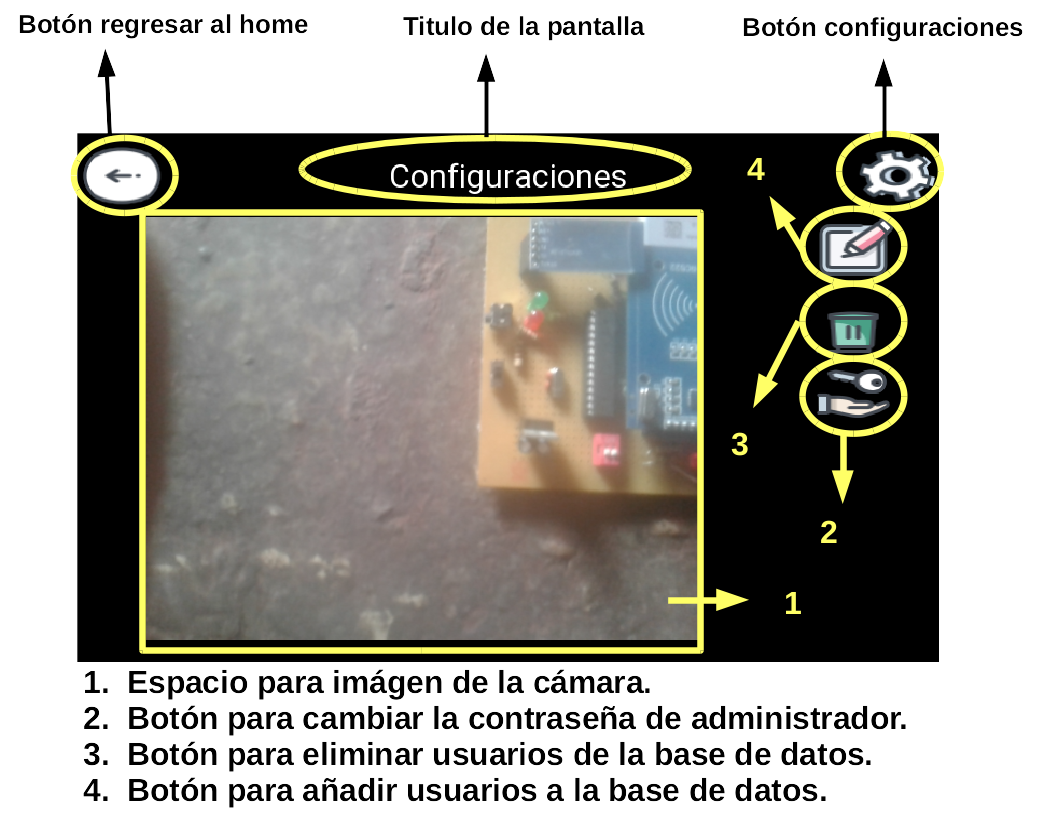 Botón regresar al home
Titulo de la pantalla
Botón configuraciones
Configuraciones
4
3
2
1
1. Espacio para imágen de la cámara.
2. Botón para cambiar la contraseña de administrador.
3. Botón para eliminar usuarios de la base de datos.
4. Botón para añadir usuarios a la base de datos.